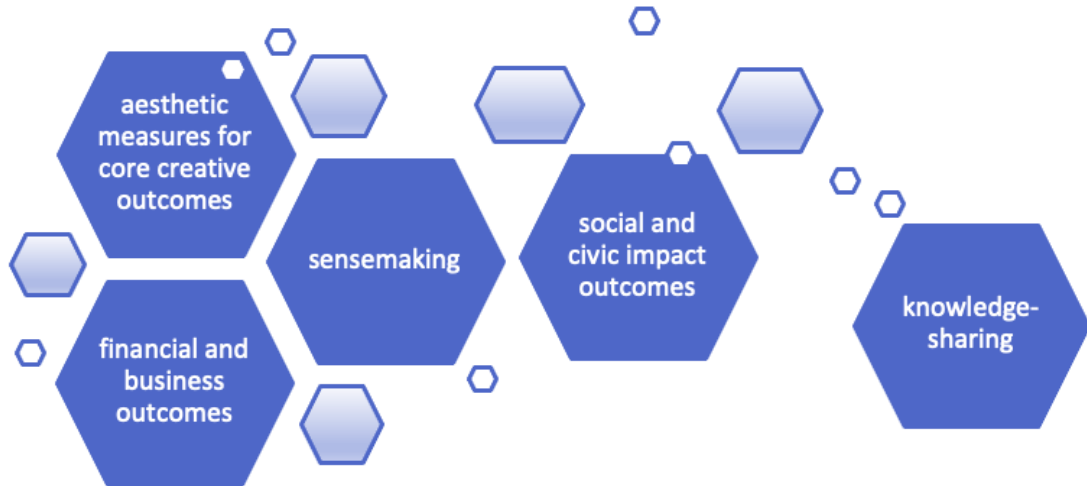 aesthetic
measures for
core creative
outcomes
sensemaking
social and
civic impact
outcomes
knowledge-
sharing
financial and
business
outcomes